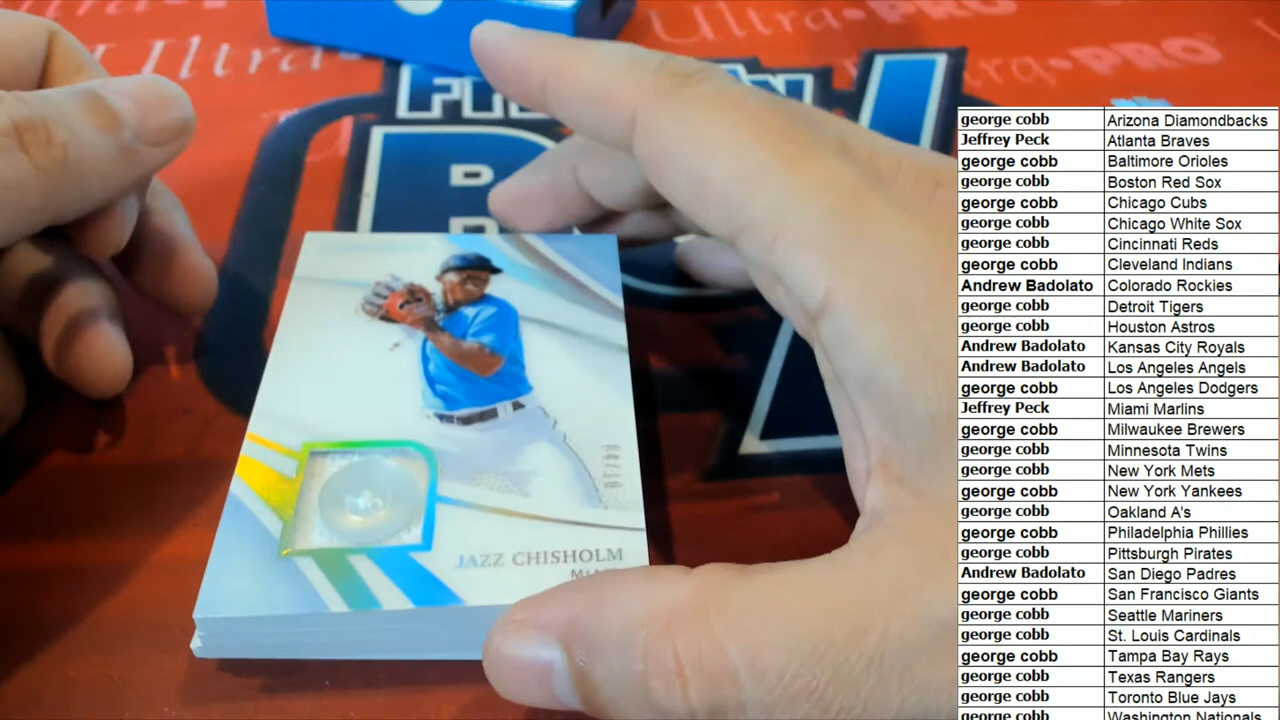 Ultra•PRO
Ultra•PRO
JAZZ CHISHOLM
george cobb Arizona Diamondbacks
Jeffrey Peck Atlanta Braves
george cobb Baltimore Orioles
george cobb Boston Red Sox
george cobb Chicago Cubs
george cobb Chicago White Sox
george cobb Cincinnati Reds
george cobb Cleveland Indians
Andrew Badolato Colorado Rockies
george cobb Detroit Tigers
george cobb Houston Astros
Andrew Badolato Kansas City Royals
Andrew Badolato Los Angeles Angels
george cobb Los Angeles Dodgers
Jeffrey Peck Miami Marlins
george cobb Milwaukee Brewers
george cobb Minnesota Twins
george cobb New York Mets
george cobb New York Yankees
george cobb Oakland A's
george cobb Philadelphia Phillies
george cobb Pittsburgh Pirates
Andrew Badolato San Diego Padres
george cobb San Francisco Giants
george cobb Seattle Mariners
george cobb St. Louis Cardinals
george cobb Tampa Bay Rays
george cobb Texas Rangers
george cobb Toronto Blue Jays
george cobb Washington Nationals